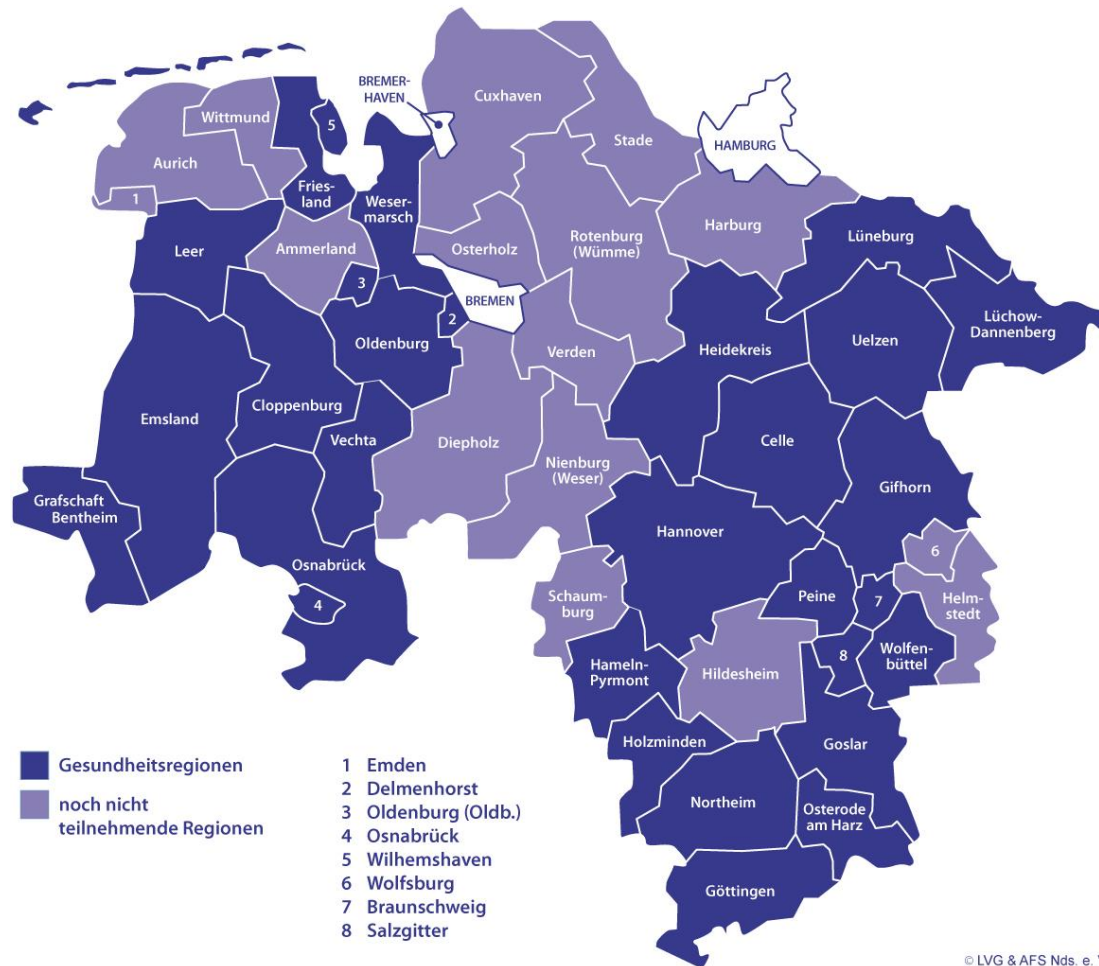 BREMER-
HAVEN
Cuxhaven
Wittmund
5
Stade
HAMBURG
Aurich
Fries-
land
Weser-
marsch
1
Harburg
Rotenburg
(Wümme)
Lüneburg
Leer
Ammerland
Osterholz
3
BREMEN
Lüchow-
Dannenberg
2
Oldenburg
Verden
Heidekreis
Uelzen
Emsland
Cloppenburg
Vechta
Diepholz
Celle
Nienburg
(Weser)
Gifhorn
Grafschaft
Bentheim
Hannover
6
Osnabrück
Schaum-
burg
Peine
7
Helm-
stedt
4
Hameln-
Pyrmont
Hildesheim
8
Wolfen-
büttel
Holzminden
Goslar
Northeim
Osterode
am Harz
Göttingen
Gesundheitsregionen
noch nicht
teilnehmende Regionen
1 Emden
2 Delmenhorst
3 Oldenburg (Oldb.)
4 Osnabrück
5 Wilhemshaven
6 Wolfsburg
7 Braunschweig
8 Salzgitter
© LVG & AFS Nds. e. V